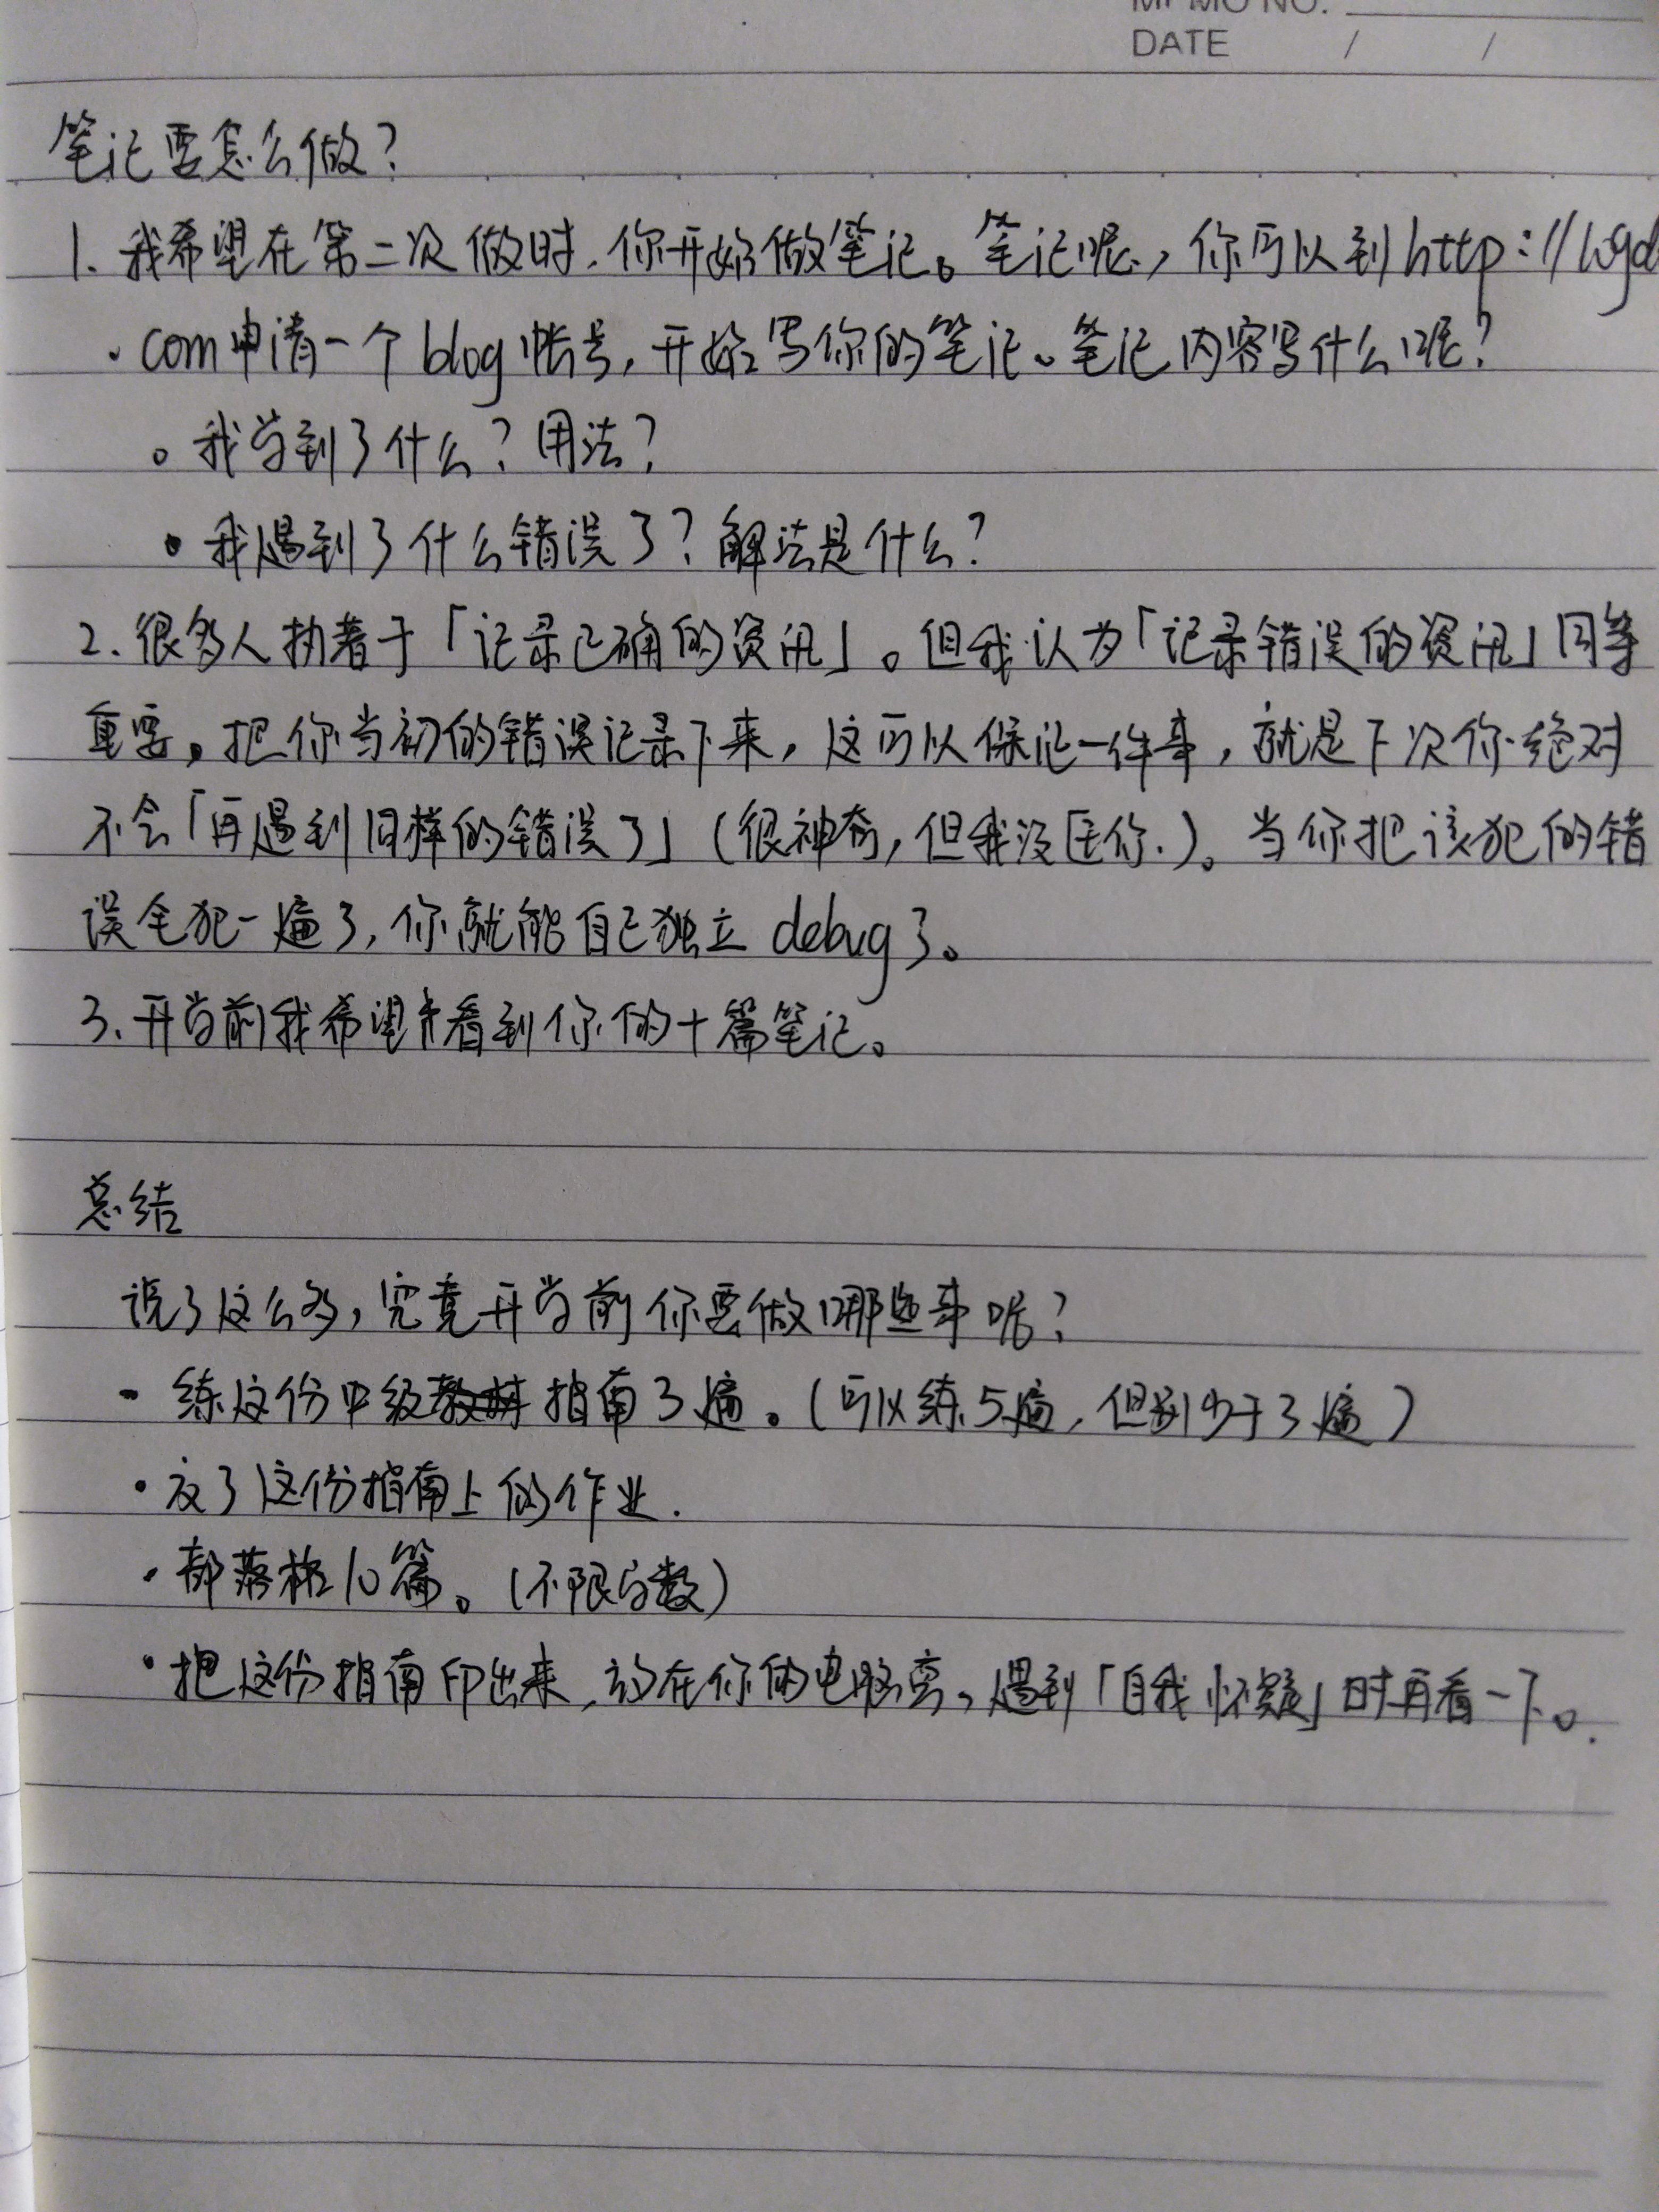 DATE / /
笔记要怎么做?
1. 我希望在第二次做时,你开始做笔记。笔记呢,你可以到http://logd
.com申请一个blog帐号,开始写你的笔记。笔记内容写什么呢?
。我学到了什么?用法?
• 我遇到了什么错误了?解法是什么?
2. 很多人执着于「记录正确的资讯」。但我认为「记录错误的资讯」同等
重要。把你当初的错误记录下来,这可以保证一件事,就是下次你绝对
不会「再遇到同样的错误了」(很神奇,但我没医你.)。当你把该犯的错
误全犯一遍了,你就能自己独立 debug了。
3. 开学前我希望看到你的十篇笔记。
总结
说了这么多,究竟开学前你要做哪些事呢?
- 练这份中级指南3遍。(可以练5遍,但别少于3遍)
• 交了这份指南上的作业.
• 部落格10篇。(不限字数)
• 把这份指南印出来,放在你的电脑旁,遇到「自我怀疑」时再看一下。